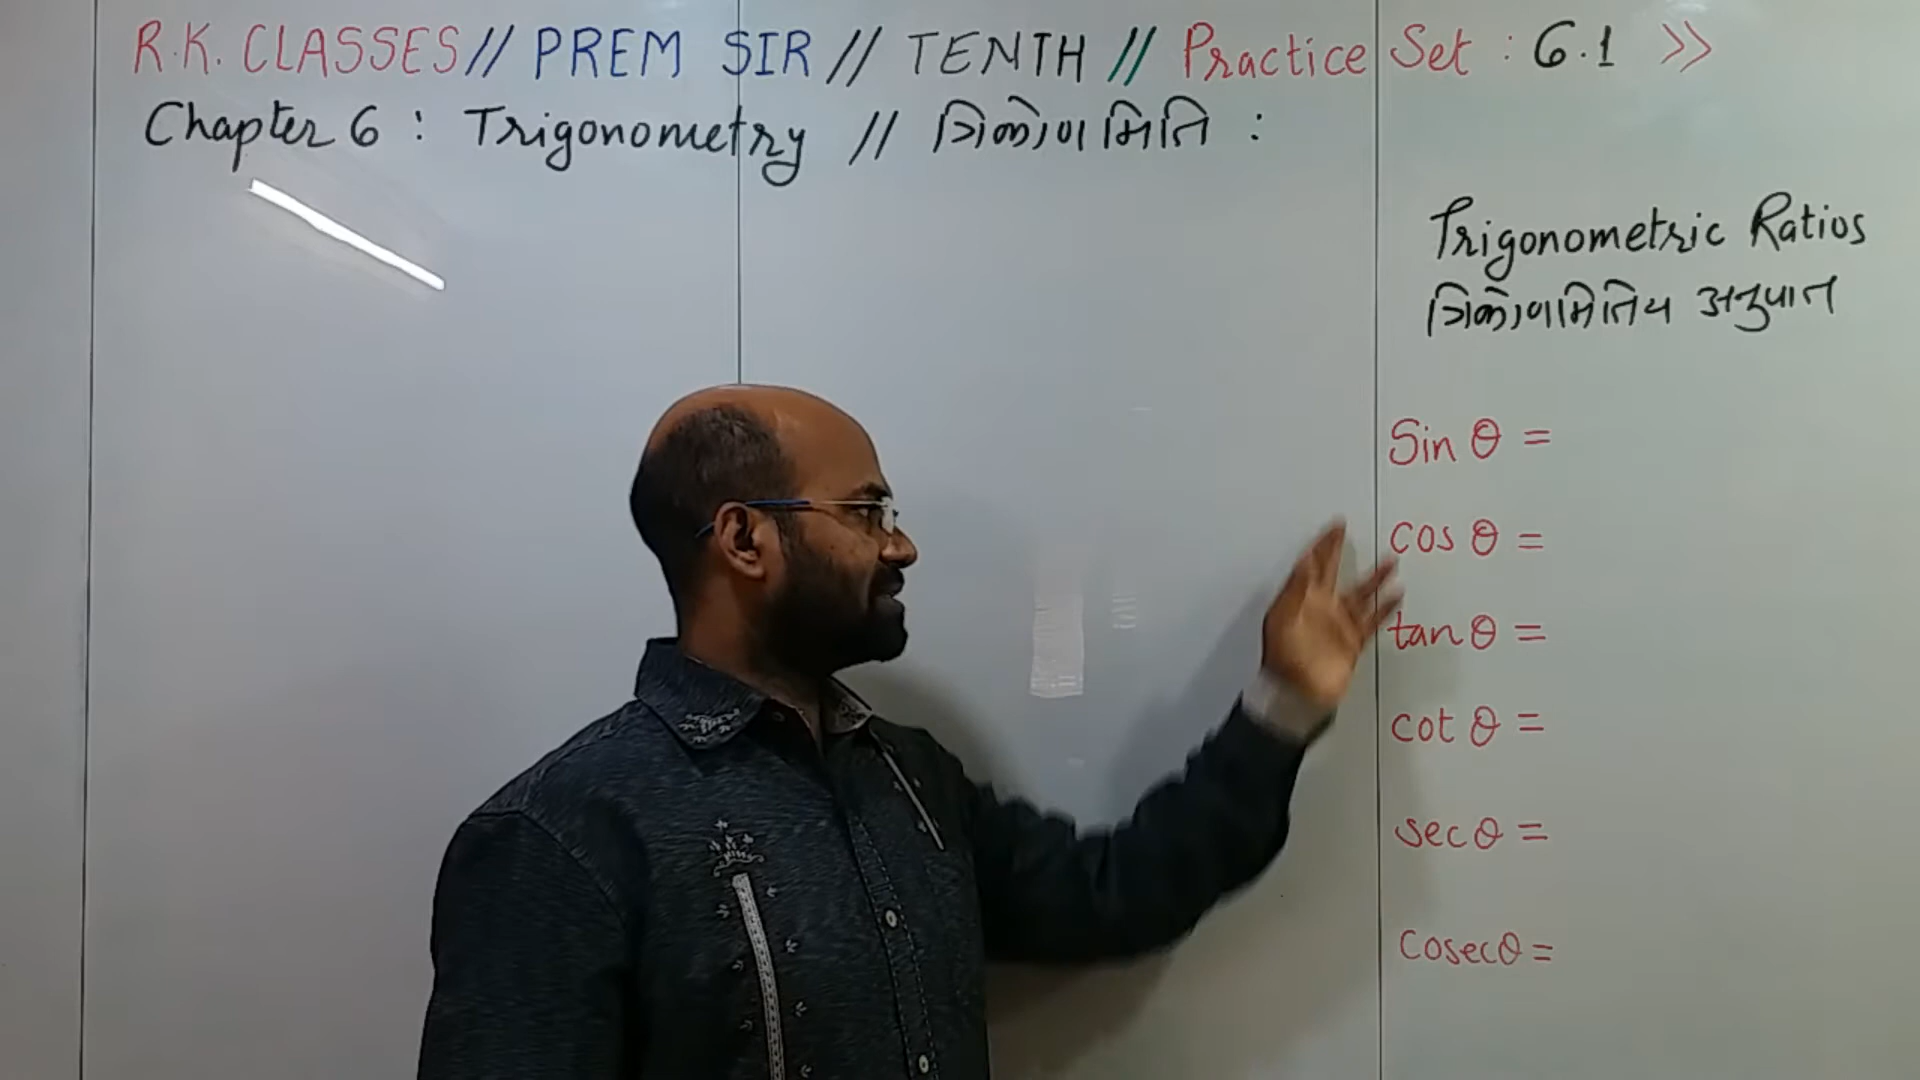 R.K. CLASSES // PREM SIR // TENTH // Practice Set : 6.1 >>
Chapter 6 : Trigonometry // त्रिकोणमिति :
Trigonometric Ratios
त्रिकोणमितिय अनुपात
Sin θ =
cos θ =
tan θ =
cot θ =
sec θ =
Cosec θ =